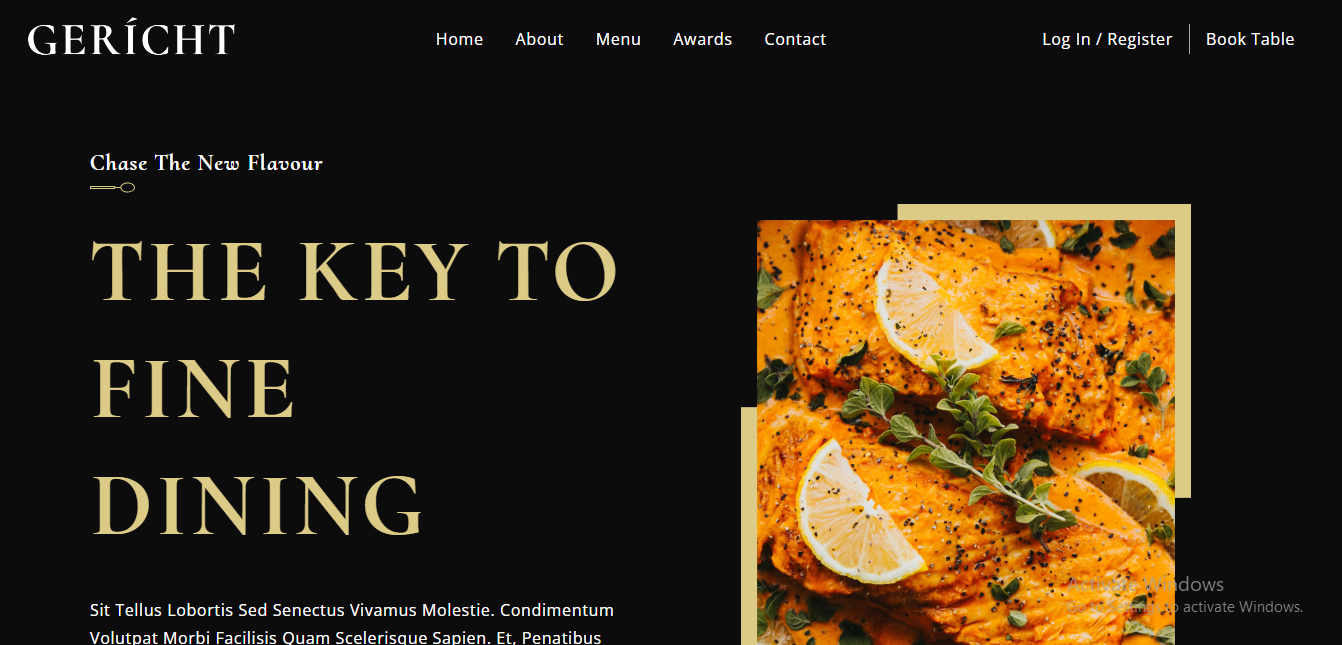 GERÍCHT
Home About Menu Awards Contact
Log In / Register Book Table
Chase The New Flavour
THE KEY TO
FINE
DINING
Sit Tellus Lobortis Sed Senectus Vivamus Molestie. Condimentum
Volutpat Morbi Facilisis Quam Scelerisque Sapien. Et, Penatibus
Activate Windows
Go to Settings to activate Windows.